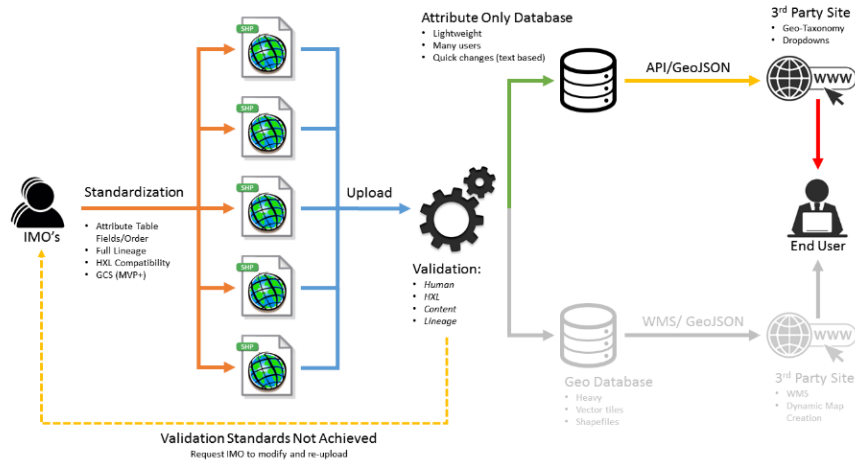 Attribute Only Database
• Lightweight
• Many users
• Quick changes (text based)
3rd Party Site
• Geo-Taxonomy
• Dropdowns
SHP
SHP
SHP
SHP
SHP
API/GeoJSON
WWW
Standardization
Upload
IMO's
• Attribute Table
Fields/Order
• Full Lineage
• HXL Compatibility
• GCS (MVP+)
Validation:
• Human
• HXL
• Content
• Lineage
End User
WMS/ GeoJSON
WWW
Geo Database
• Heavy
• Vector tiles
• Shapefiles
3rd Party Site
• WMS
• Dynamic Map
Creation
Validation Standards Not Achieved
Request IMO to modify and re-upload